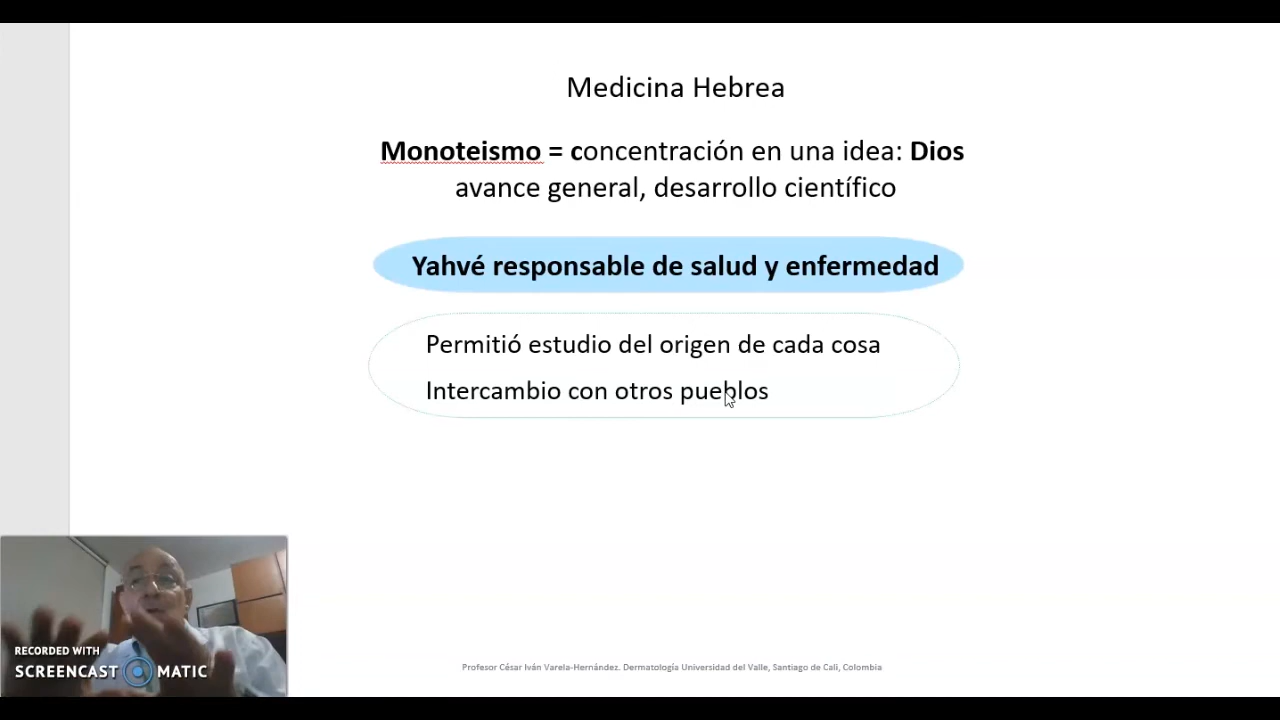 Medicina Hebrea
Monoteismo = concentración en una idea: Dios
avance general, desarrollo científico
Yahvé responsable de salud y enfermedad
Permitió estudio del origen de cada cosa
Intercambio con otros pueblos
RECORDED WITH
SCREENCAST MATIC
Profesor César Iván Varela-Hernández. Dermatología Universidad del Valle, Santiago de Cali, Colombia